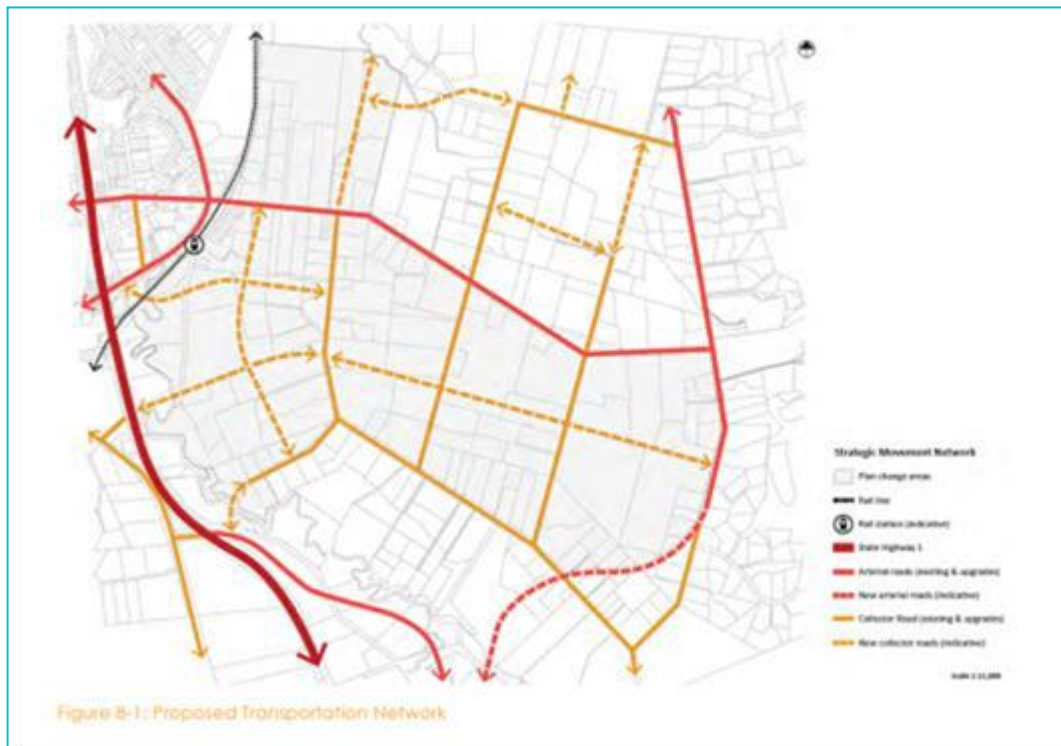 Strategic Movement Network
Plan change areas
Rail line
Rail station (indicative)
State Highway 1
Arterial roads (existing & upgrades)
New arterial roads (indicative)
Collector Road (existing & upgrades)
New collector roads (indicative)
Figure 8-1: Proposed Transportation Network